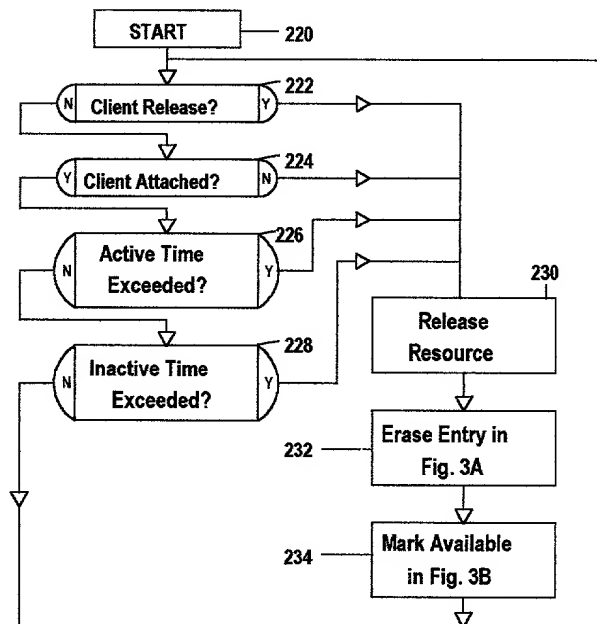 START
220
222
N
Client Release?
Y
224
Y
Client Attached?
N
226
N
Active Time
Exceeded?
Y
228
N
Inactive Time
Exceeded?
Y
230
Release
Resource
232
Erase Entry in
Fig. 3A
234
Mark Available
in Fig. 3B